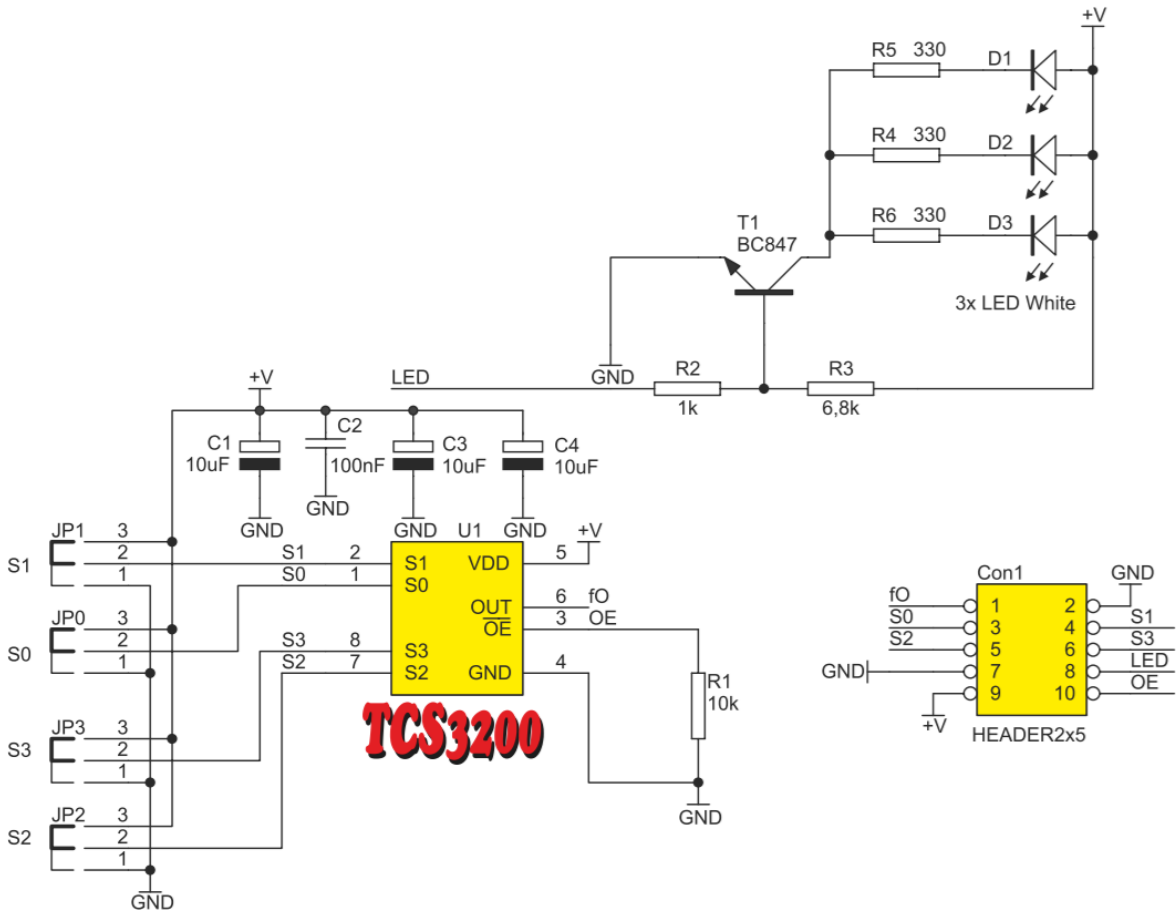 +V
R5 330 D1
R4 330 D2
R6 330 D3
T1
BC847
3x LED White
GND
LED
R2
1k
R3
6,8k
+V
C1
10uF
C2
100nF
C3
10uF
C4
10uF
GND
GND
GND
GND
JP1
3
2
1
S1
JP0
3
2
1
S0
JP3
3
2
1
S3
JP2
3
2
1
S2
GND
S1 2
S0 1
S3 8
S2 7
U1
S1 VDD
S0
OUT
OE
S3
S2 GND
5 +V
6 fO
3 OE
4
R1
10k
GND
TCS3200
Con1
GND
fO 1 2
S0 3 4 S1
S2 5 6 S3
GND 7 8 LED
+V 9 10 OE
HEADER2x5